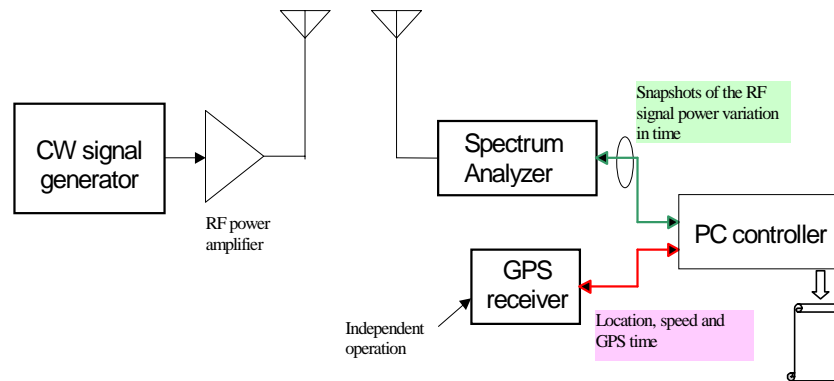 CW signal
generator
RF power
amplifier
Spectrum
Analyzer
Snapshots of the RF
signal power variation
in time
PC controller
GPS
receiver
Independent
operation
Location, speed and
GPS time